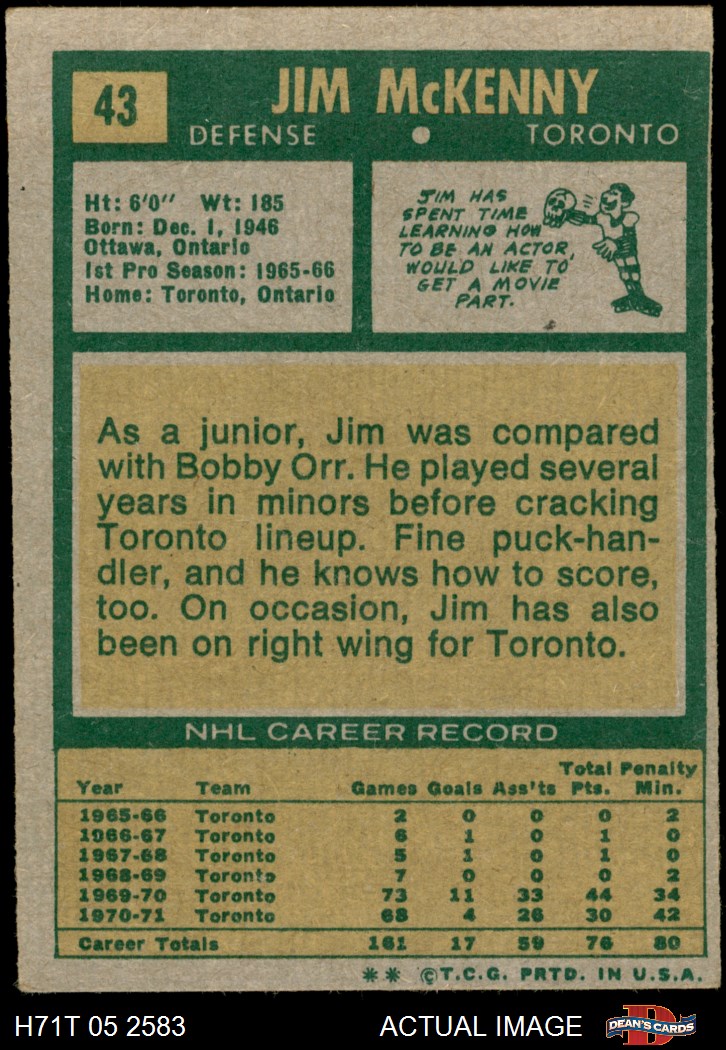 43
JIM McKENNY
DEFENSE • TORONTO
Ht: 6'0" Wt: 185
Born: Dec. 1, 1946
Ottawa, Ontario
1st Pro Season: 1965-66
Home: Toronto, Ontario
JIM HAS
SPENT TIME
LEARNING HOW
TO BE AN ACTOR,
WOULD LIKE TO
GET A MOVIE
PART.
As a junior, Jim was compared
with Bobby Orr. He played several
years in minors before cracking
Toronto lineup. Fine puck-han-
dler, and he knows how to score,
too. On occasion, Jim has also
been on right wing for Toronto.
NHL CAREER RECORD
Year Team Games Goals Ass'ts Total Pts. Penalty Min.
1965-66 Toronto 2 0 0 0 2
1966-67 Toronto 6 1 0 1 0
1967-68 Toronto 5 1 0 1 0
1968-69 Toronto 7 0 0 0 2
1969-70 Toronto 73 11 33 44 34
1970-71 Toronto 68 4 26 30 42
Career Totals 161 17 59 76 80
** ©T.C.G. PRTD. IN U.S.A.
H71T 05 2583 ACTUAL IMAGE D DEAN'S CARDS